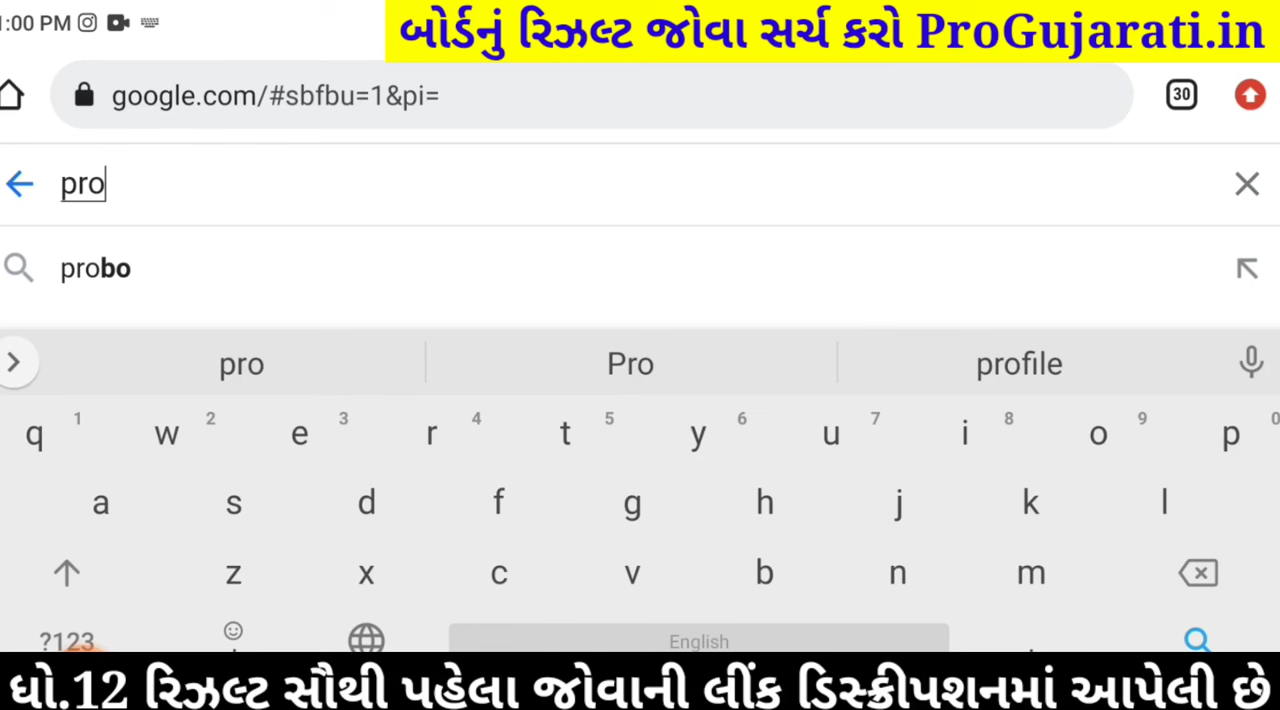 :00 PM
બોર્ડનું રિઝલ્ટ જોવા સર્ચ કરો ProGujarati.in
google.com/#sbfbu=1&pi=
30
pro
probo
pro Pro profile
q 1 w 2 e 3 r 4 t 5 y 6 u 7 i 8 o 9 p 0
a s d f g h j k l
z x c v b n m
?123 English
ધો.12 રિઝલ્ટ સૌથી પહેલા જોવાની લીંક ડિસ્ક્રીપશનમાં આપેલી છે